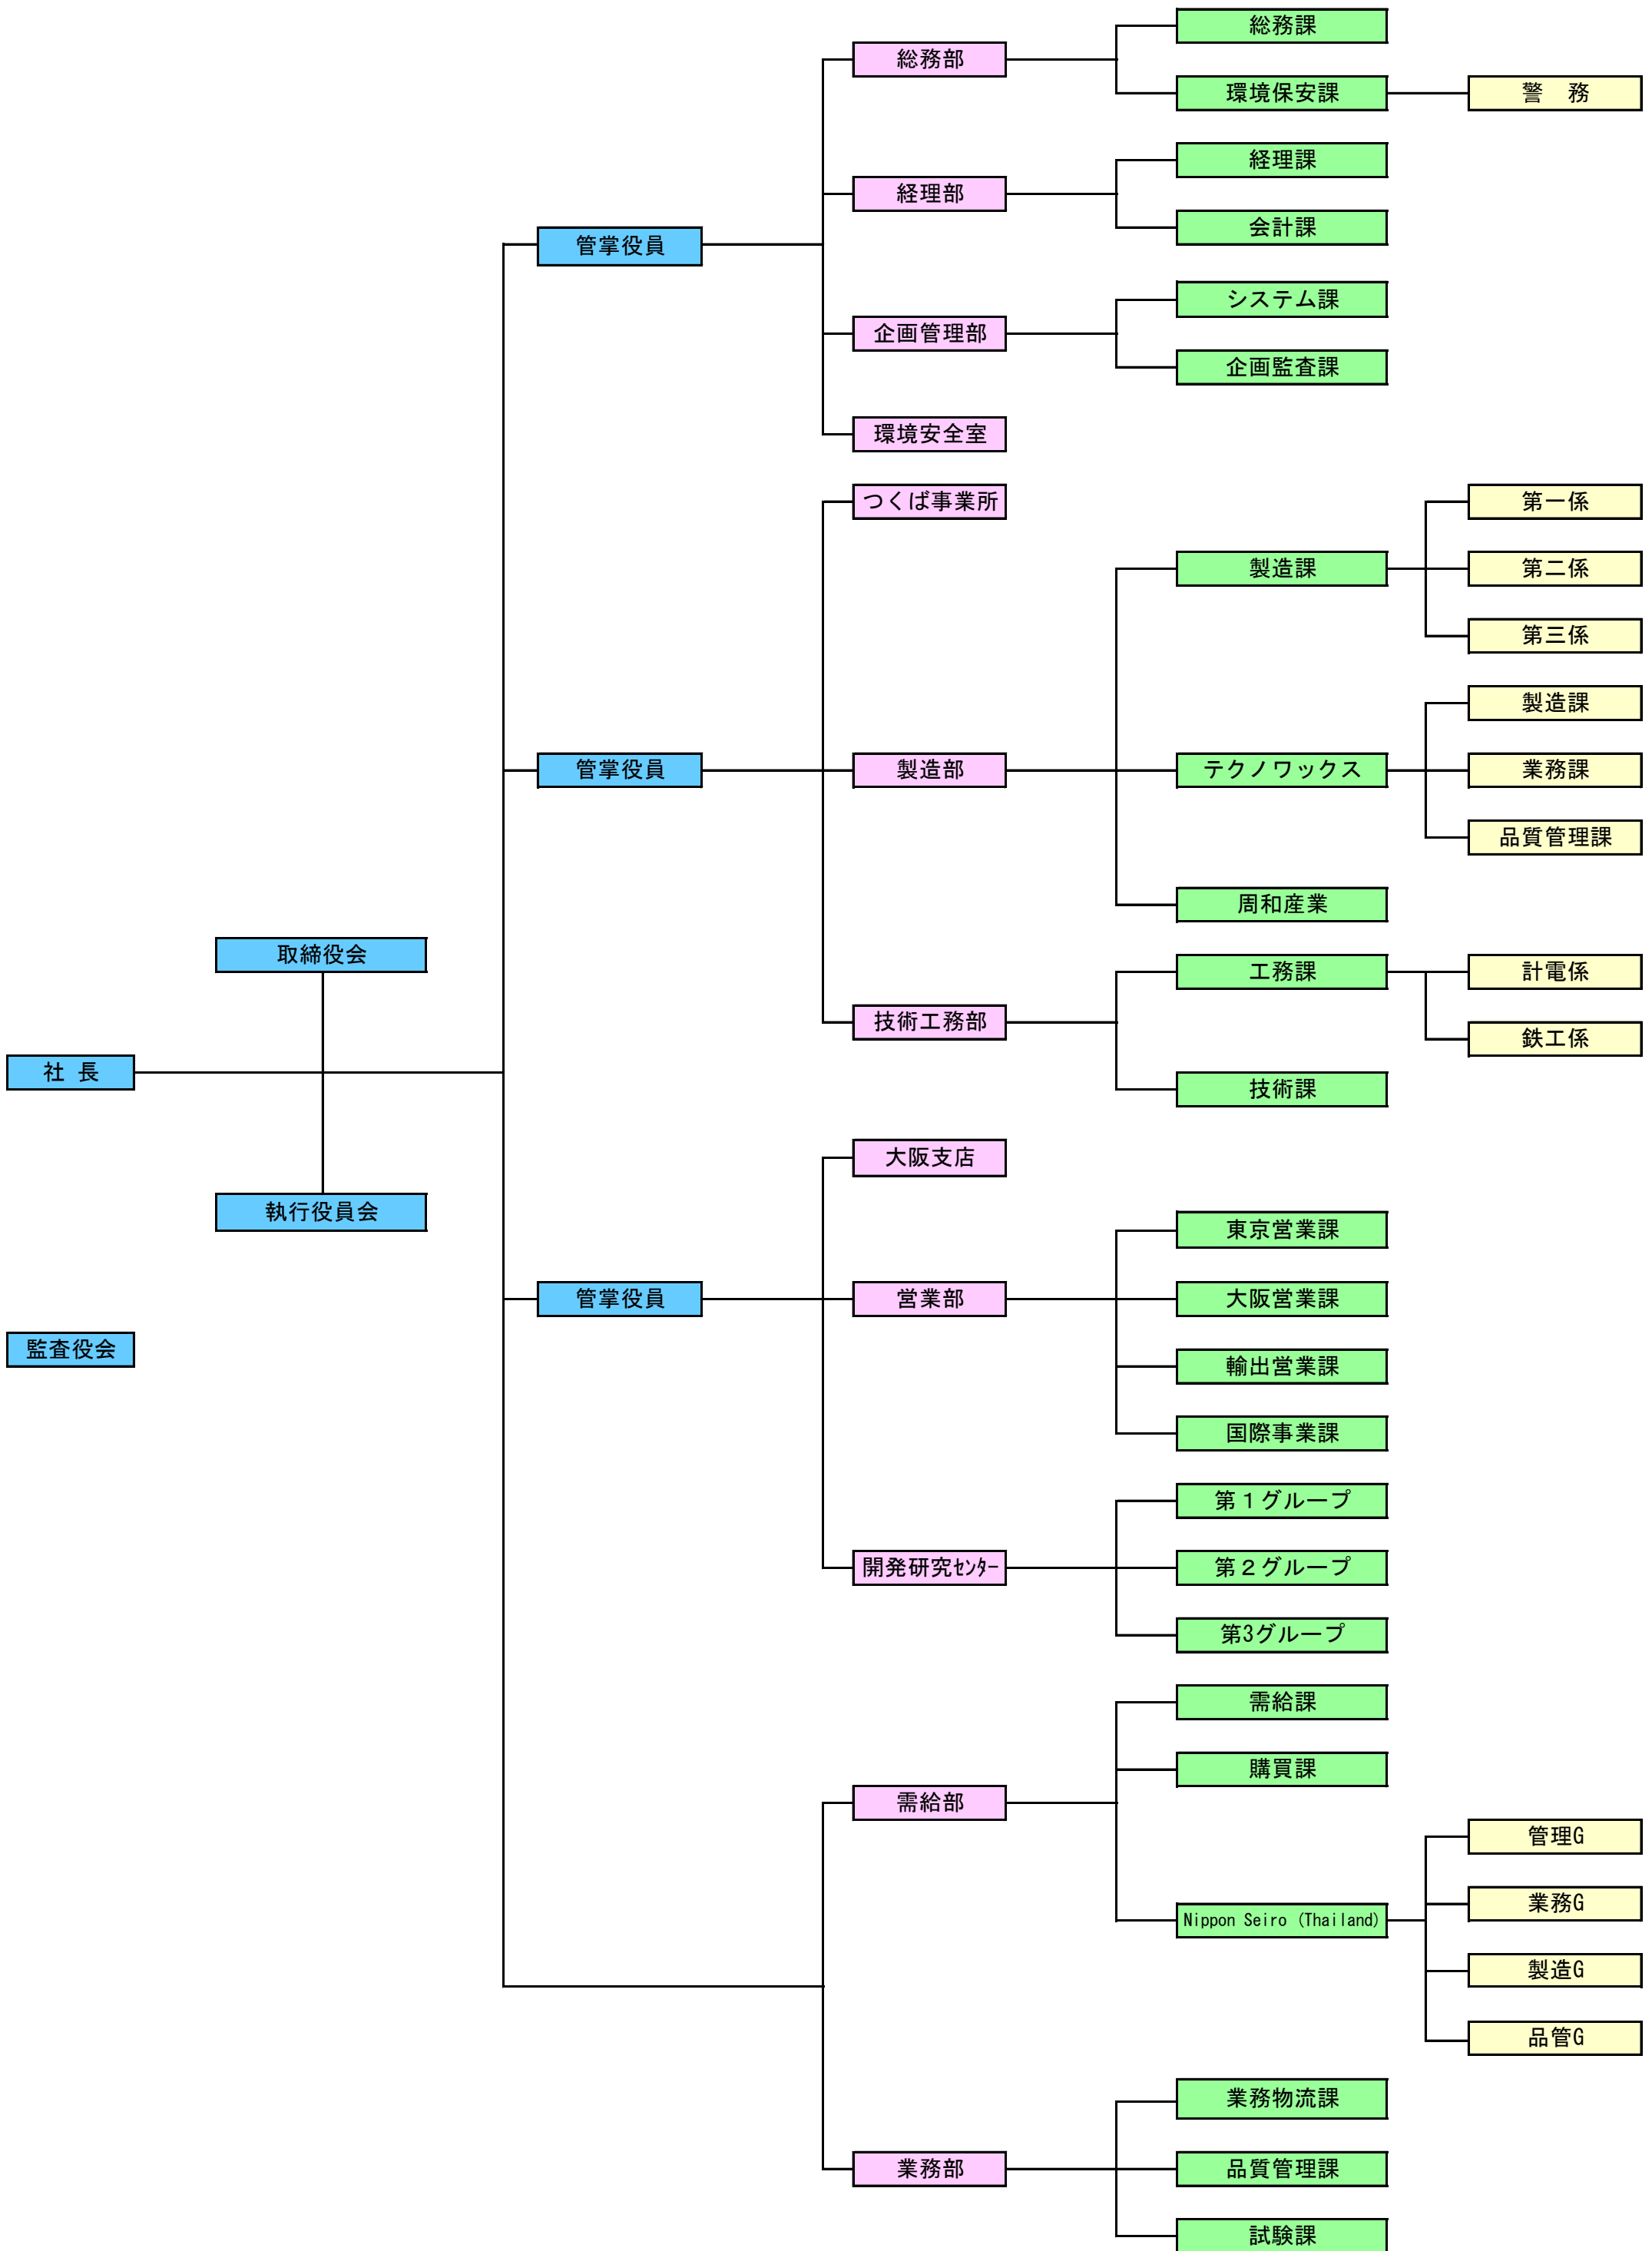 総務課
総務部
環境保安課
警　務
経理課
経理部
会計課
管掌役員
システム課
企画管理部
企画監査課
環境安全室
つくば事業所
第一係
製造課
第二係
第三係
製造課
管掌役員
製造部
テクノワックス
業務課
品質管理課
周和産業
取締役会
工務課
計電係
技術工務部
鉄工係
社 長
技術課
大阪支店
執行役員会
東京営業課
管掌役員
営業部
大阪営業課
監査役会
輸出営業課
国際事業課
第１グループ
開発研究ｾﾝﾀｰ
第２グループ
第3グループ
需給課
購買課
需給部
管理G
業務G
Nippon Seiro (Thailand)
製造G
品管G
業務物流課
業務部
品質管理課
試験課